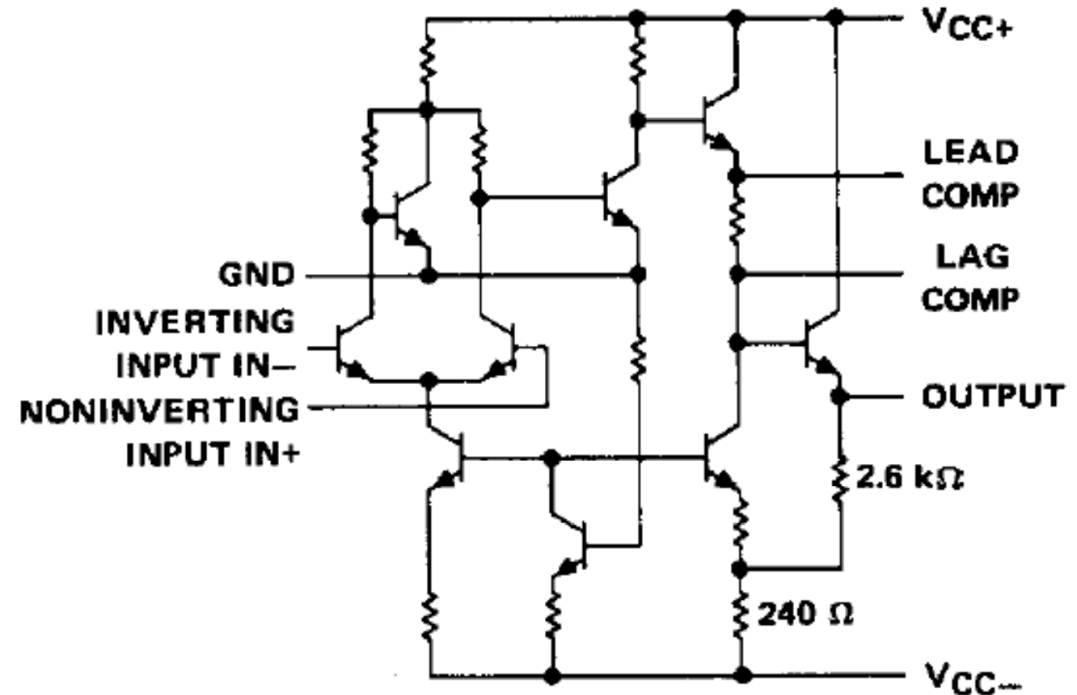 VCC+
LEAD
COMP
LAG
COMP
GND
INVERTING
INPUT IN−
NONINVERTING
INPUT IN+
OUTPUT
2.6 kΩ
240 Ω
VCC−